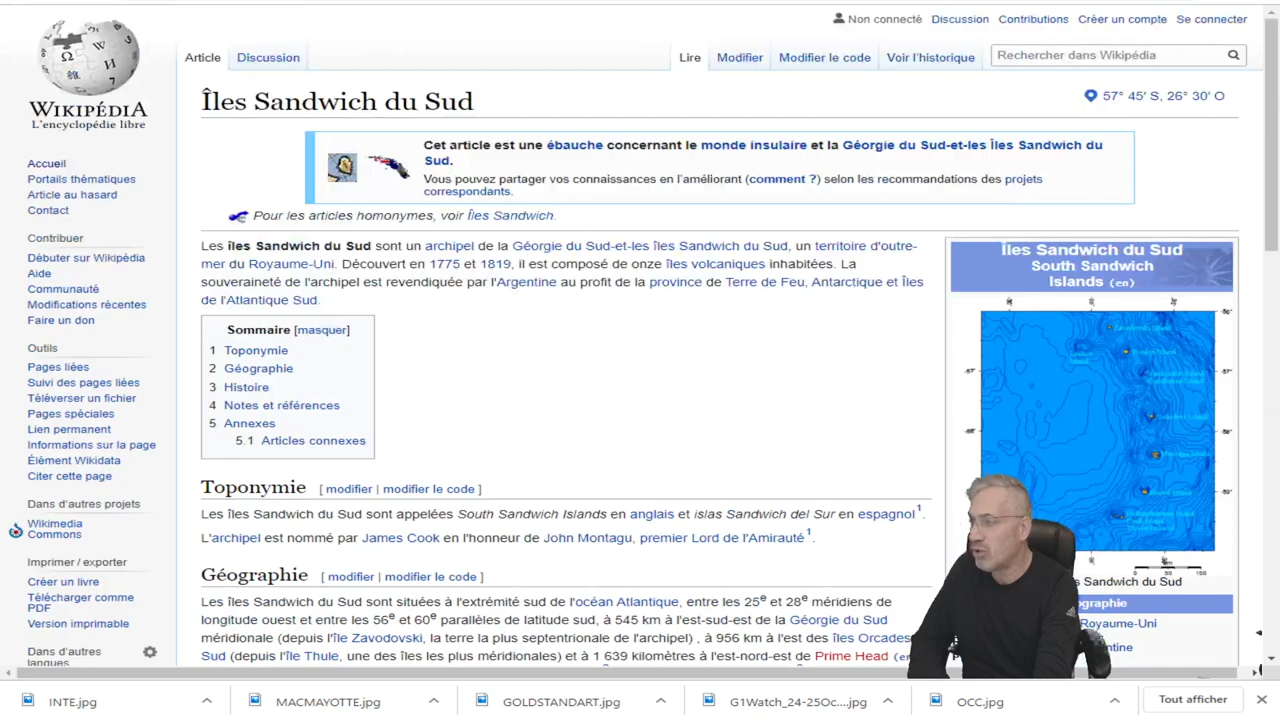 Non connecté Discussion Contributions Créer un compte Se connecter
Article Discussion Lire Modifier Modifier le code Voir l'historique Rechercher dans Wikipédia
WIKIPÉDIA
L'encyclopédie libre
Accueil
Portails thématiques
Article au hasard
Contact
Contribuer
Débuter sur Wikipédia
Aide
Communauté
Modifications récentes
Faire un don
Outils
Pages liées
Suivi des pages liées
Téléverser un fichier
Pages spéciales
Lien permanent
Informations sur la page
Élément Wikidata
Citer cette page
Dans d'autres projets
Wikimedia
Commons
Imprimer / exporter
Créer un livre
Télécharger comme
PDF
Version imprimable
Dans d'autres
langues
Îles Sandwich du Sud
57° 45′ S, 26° 30′ O
Cet article est une ébauche concernant le monde insulaire et la Géorgie du Sud-et-les Îles Sandwich du
Sud.
Vous pouvez partager vos connaissances en l'améliorant (comment ?) selon les recommandations des projets
correspondants.
Pour les articles homonymes, voir Îles Sandwich.
Les îles Sandwich du Sud sont un archipel de la Géorgie du Sud-et-les îles Sandwich du Sud, un territoire d'outre-
mer du Royaume-Uni. Découvert en 1775 et 1819, il est composé de onze îles volcaniques inhabitées. La
souveraineté de l'archipel est revendiquée par l'Argentine au profit de la province de Terre de Feu, Antarctique et Îles
de l'Atlantique Sud.
Sommaire [masquer]
1 Toponymie
2 Géographie
3 Histoire
4 Notes et références
5 Annexes
5.1 Articles connexes
Toponymie [ modifier | modifier le code ]
Les îles Sandwich du Sud sont appelées South Sandwich Islands en anglais et islas Sandwich del Sur en espagnol1.
L'archipel est nommé par James Cook en l'honneur de John Montagu, premier Lord de l'Amirauté1.
Géographie [ modifier | modifier le code ]
Les îles Sandwich du Sud sont situées à l'extrémité sud de l'océan Atlantique, entre les 25e et 28e méridiens de
longitude ouest et entre les 56e et 60e parallèles de latitude sud, à 545 km à l'est-sud-est de la Géorgie du Sud
méridionale (depuis l'île Zavodovski, la terre la plus septentrionale de l'archipel) , à 956 km à l'est des îles Orcades
Sud (depuis l'île Thule, une des îles les plus méridionales) et à 1 639 kilomètres à l'est-nord-est de Prime Head (en
Îles Sandwich du Sud
South Sandwich
Islands (en)
s Sandwich du Sud
ographie
Royaume-Uni
ntine
INTE.jpg MACMAYOTTE.jpg GOLDSTANDART.jpg G1Watch_24-25Oc....jpg OCC.jpg Tout afficher